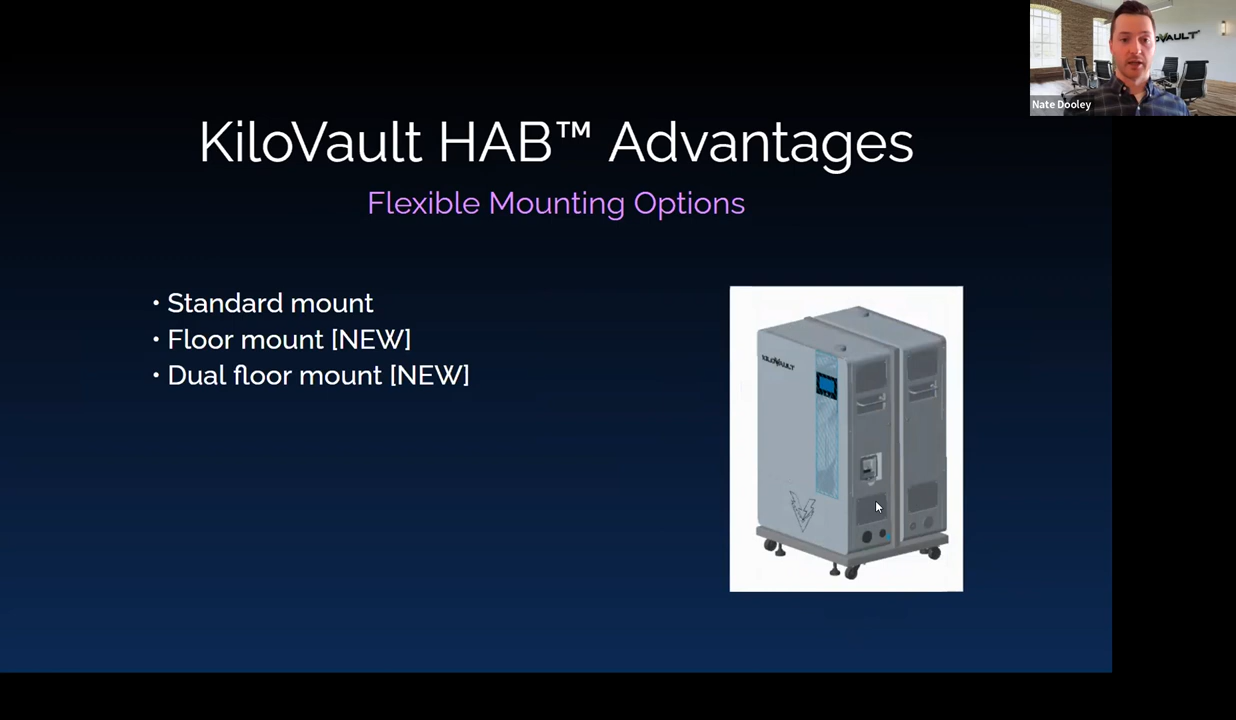 KiloVault HAB™ Advantages
Flexible Mounting Options
• Standard mount
• Floor mount [NEW]
• Dual floor mount [NEW]
KILOVAULT
Nate Dooley